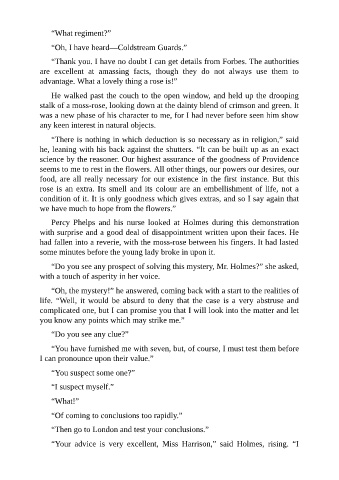 “What regiment?”
“Oh, I have heard—Coldstream Guards.”
“Thank you. I have no doubt I can get details from Forbes. The authorities
are excellent at amassing facts, though they do not always use them to
advantage. What a lovely thing a rose is!”
He walked past the couch to the open window, and held up the drooping
stalk of a moss-rose, looking down at the dainty blend of crimson and green. It
was a new phase of his character to me, for I had never before seen him show
any keen interest in natural objects.
“There is nothing in which deduction is so necessary as in religion,” said
he, leaning with his back against the shutters. “It can be built up as an exact
science by the reasoner. Our highest assurance of the goodness of Providence
seems to me to rest in the flowers. All other things, our powers our desires, our
food, are all really necessary for our existence in the first instance. But this
rose is an extra. Its smell and its colour are an embellishment of life, not a
condition of it. It is only goodness which gives extras, and so I say again that
we have much to hope from the flowers.”
Percy Phelps and his nurse looked at Holmes during this demonstration
with surprise and a good deal of disappointment written upon their faces. He
had fallen into a reverie, with the moss-rose between his fingers. It had lasted
some minutes before the young lady broke in upon it.
“Do you see any prospect of solving this mystery, Mr. Holmes?” she asked,
with a touch of asperity in her voice.
“Oh, the mystery!” he answered, coming back with a start to the realities of
life. “Well, it would be absurd to deny that the case is a very abstruse and
complicated one, but I can promise you that I will look into the matter and let
you know any points which may strike me.”
“Do you see any clue?”
“You have furnished me with seven, but, of course, I must test them before
I can pronounce upon their value.”
“You suspect some one?”
“I suspect myself.”
“What!”
“Of coming to conclusions too rapidly.”
“Then go to London and test your conclusions.”
“Your advice is very excellent, Miss Harrison,” said Holmes, rising. “I